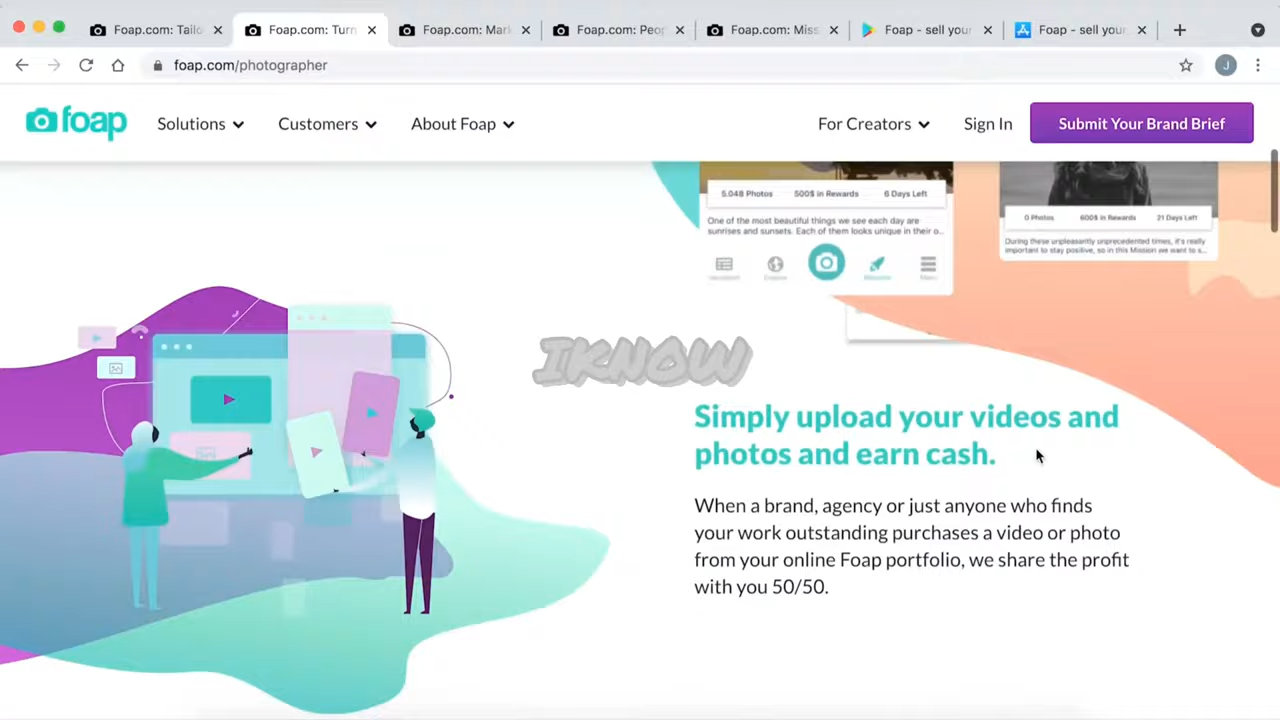 Foap.com: Tailo
Foap.com: Turn
Foap.com: Mark
Foap.com: Peop
Foap.com: Miss
Foap - sell your
Foap - sell your
foap.com/photographer
J
foap
Solutions
Customers
About Foap
For Creators
Sign In
Submit Your Brand Brief
5.048 Photos 500$ in Rewards 6 Days Left
One of the most beautiful things we see each day are
sunrises and sunsets. Each of them looks unique in their o...
0 Photos 600$ in Rewards 21 Days Left
During these unpleasantly unprecedented times, it's really
important to stay positive, so in this Mission we want to s...
IKNOW
Simply upload your videos and
photos and earn cash.
When a brand, agency or just anyone who finds
your work outstanding purchases a video or photo
from your online Foap portfolio, we share the profit
with you 50/50.